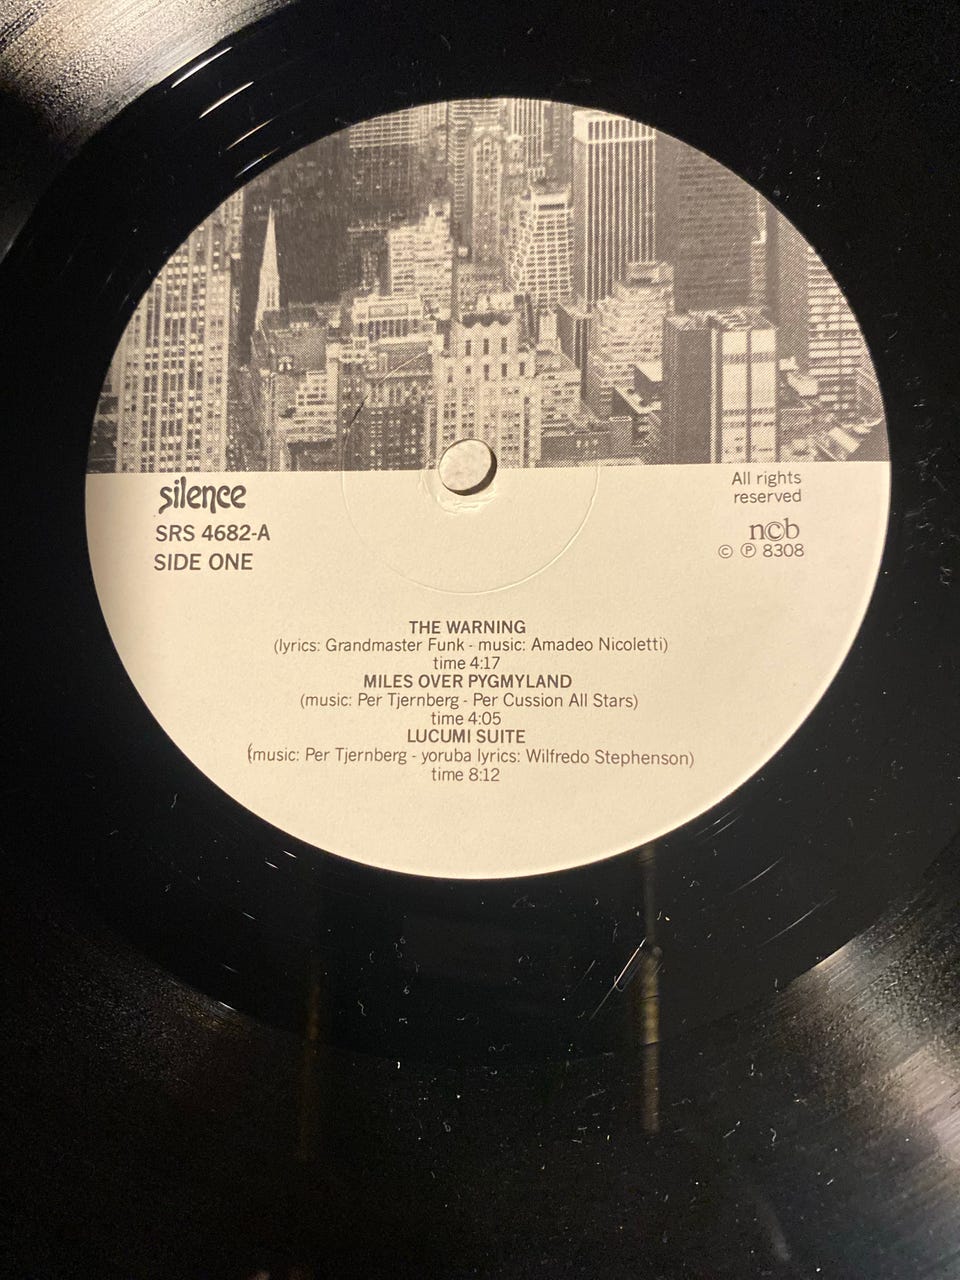 silence
SRS 4682-A
SIDE ONE
All rights
reserved
ncb
© ℗ 8308
THE WARNING
(lyrics: Grandmaster Funk - music: Amadeo Nicoletti)
time 4:17
MILES OVER PYGMYLAND
(music: Per Tjernberg - Per Cussion All Stars)
time 4:05
LUCUMI SUITE
(music: Per Tjernberg - yoruba lyrics: Wilfredo Stephenson)
time 8:12